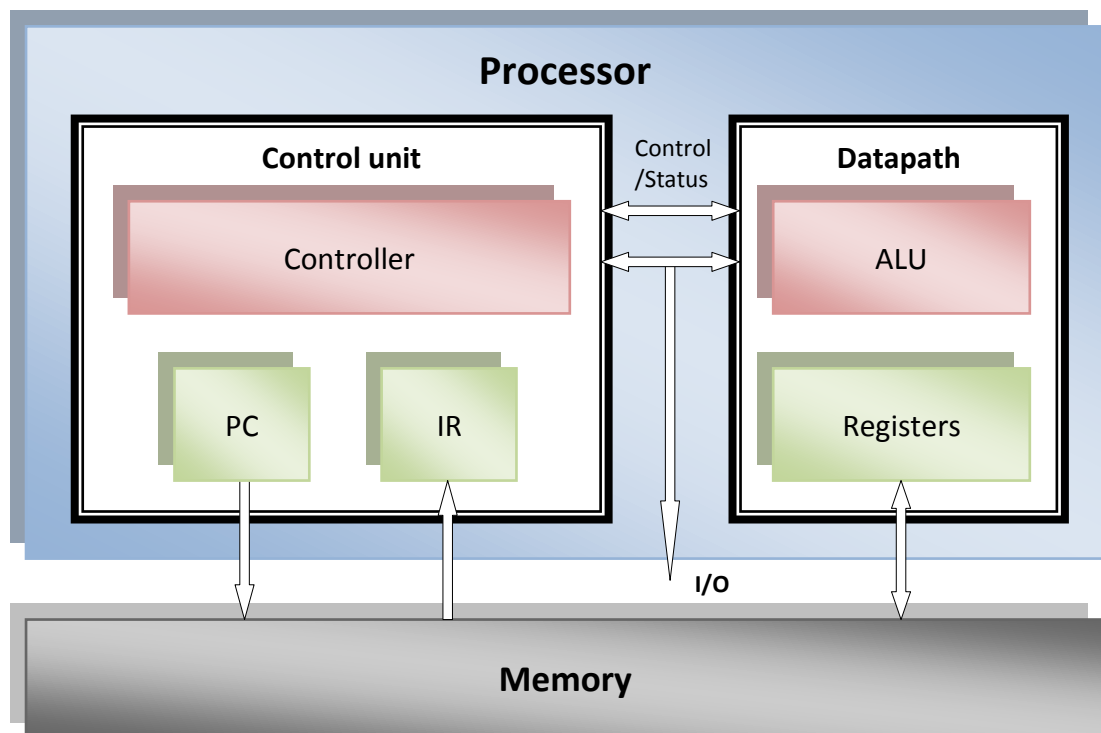 Processor
Control unit
Control
/Status
Datapath
Controller
ALU
PC
IR
Registers
I/O
Memory